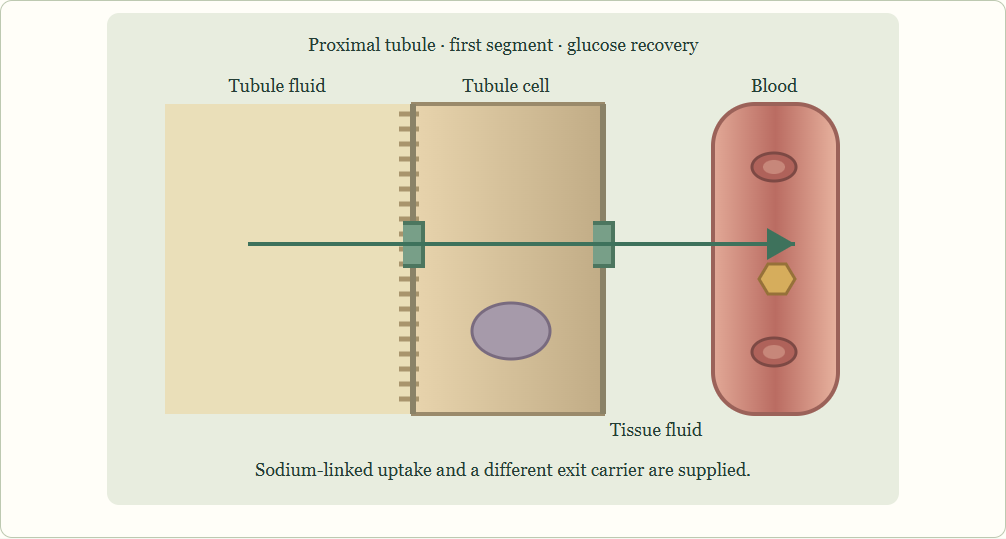 Proximal tubule · first segment · glucose recovery
Tubule fluid
Tubule cell
Blood
Tissue fluid
Sodium-linked uptake and a different exit carrier are supplied.